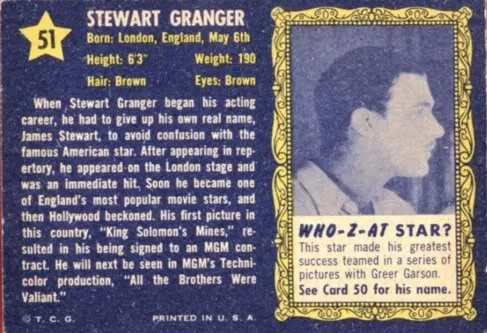 51
STEWART GRANGER
Born: London, England, May 6th
Height: 6'3" Weight: 190
Hair: Brown Eyes: Brown
When Stewart Granger began his acting
career, he had to give up his own real name,
James Stewart, to avoid confusion with the
famous American star. After appearing in rep-
ertory, he appeared on the London stage and
was an immediate hit. Soon he became one
of England's most popular movie stars, and
then Hollywood beckoned. His first picture in
this country, "King Solomon's Mines," re-
sulted in his being signed to an MGM con-
tract. He will next be seen in MGM's Techni-
color production, "All the Brothers Were
Valiant."
© T. C. G. PRINTED IN U. S. A.
WHO-Z-AT STAR?
This star made his greatest
success teamed in a series of
pictures with Greer Garson.
See Card 50 for his name.